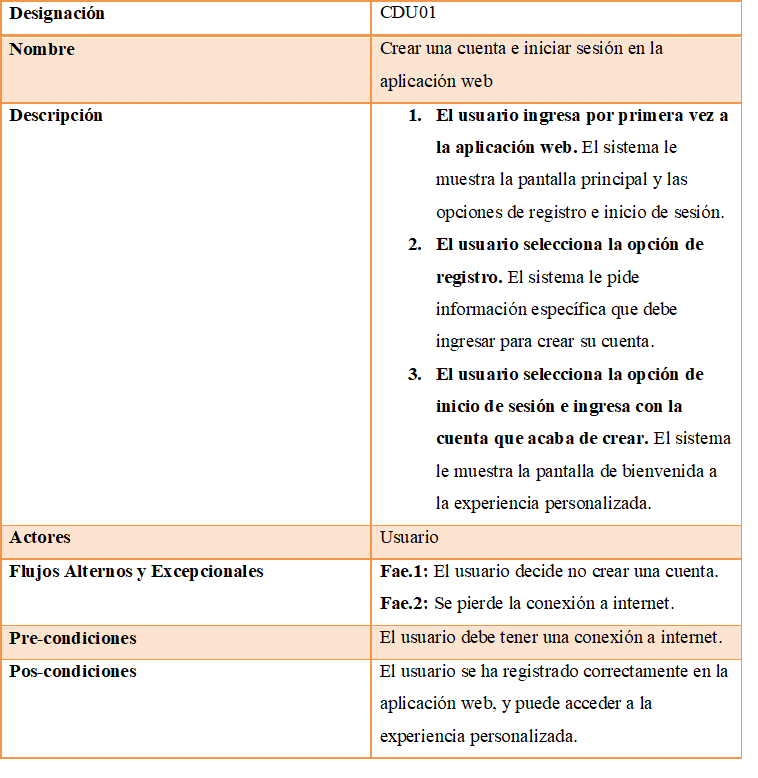 Designación
CDU01
Nombre
Crear una cuenta e iniciar sesión en la
aplicación web
Descripción
1. El usuario ingresa por primera vez a
la aplicación web. El sistema le
muestra la pantalla principal y las
opciones de registro e inicio de sesión.
2. El usuario selecciona la opción de
registro. El sistema le pide
información específica que debe
ingresar para crear su cuenta.
3. El usuario selecciona la opción de
inicio de sesión e ingresa con la
cuenta que acaba de crear. El sistema
le muestra la pantalla de bienvenida a
la experiencia personalizada.
Actores
Usuario
Flujos Alternos y Excepcionales
Fae.1: El usuario decide no crear una cuenta.
Fae.2: Se pierde la conexión a internet.
Pre-condiciones
El usuario debe tener una conexión a internet.
Pos-condiciones
El usuario se ha registrado correctamente en la
aplicación web, y puede acceder a la
experiencia personalizada.